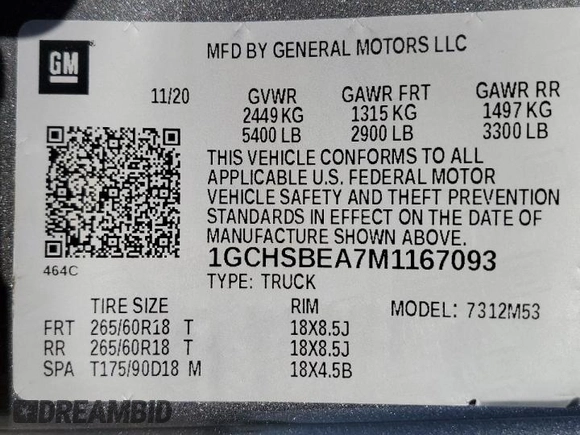 GM
MFD BY GENERAL MOTORS LLC
11/20 GVWR GAWR FRT GAWR RR
2449 KG 1315 KG 1497 KG
5400 LB 2900 LB 3300 LB
THIS VEHICLE CONFORMS TO ALL
APPLICABLE U.S. FEDERAL MOTOR
VEHICLE SAFETY AND THEFT PREVENTION
STANDARDS IN EFFECT ON THE DATE OF
MANUFACTURE SHOWN ABOVE.
464C
1GCHSBEA7M1167093
TYPE: TRUCK
TIRE SIZE RIM MODEL: 7312M53
FRT 265/60R18 T 18X8.5J
RR 265/60R18 T 18X8.5J
SPA T175/90D18 M 18X4.5B
DREAMBID